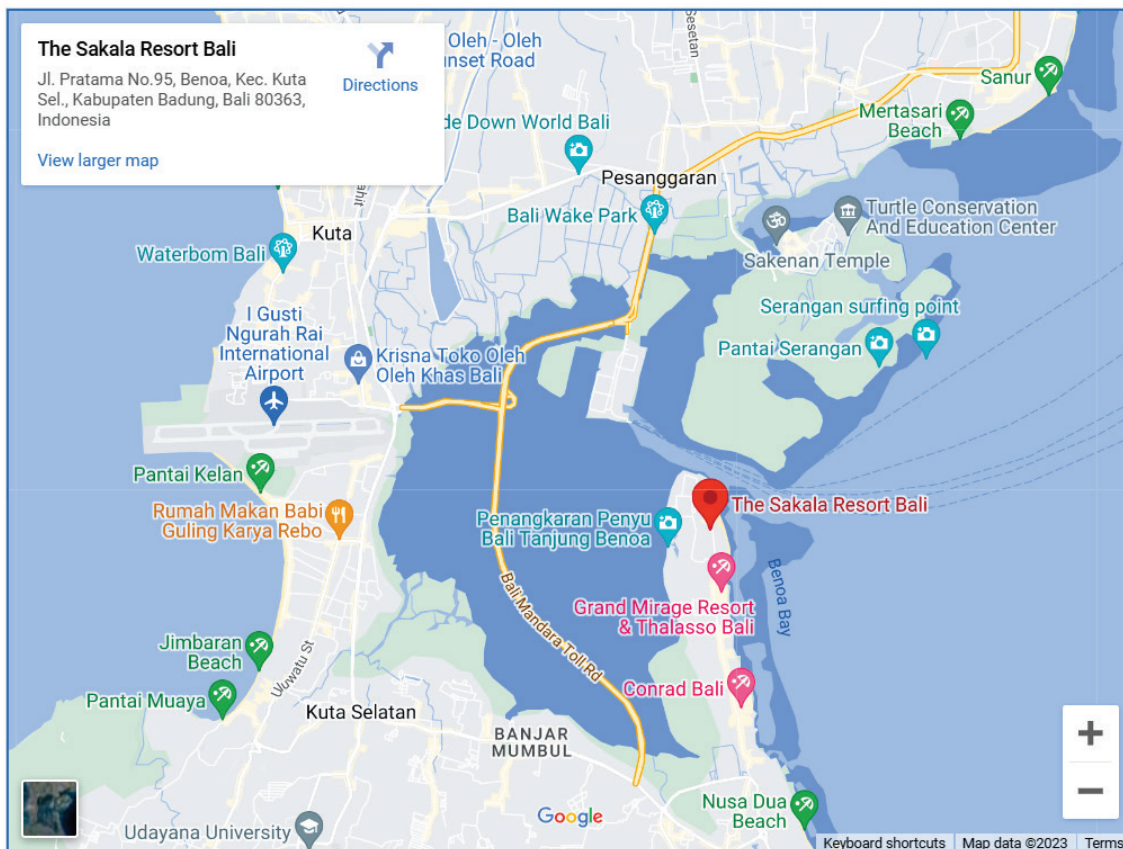 The Sakala Resort Bali
Jl. Pratama No.95, Benoa, Kec. Kuta
Sel., Kabupaten Badung, Bali 80363,
Indonesia
Directions
View larger map
Oleh - Oleh
unset Road
Sesetan
de Down World Bali
Sanur
Mertasari
Beach
Pesanggaran
Bali Wake Park
Kuta
Waterbom Bali
Turtle Conservation
And Education Center
Sakenan Temple
Serangan surfing point
Pantai Serangan
I Gusti
Ngurah Rai
International
Airport
Krisna Toko Oleh
Oleh Khas Bali
Pantai Kelan
Rumah Makan Babi
Guling Karya Rebo
Penangkaran Penyu
Bali Tanjung Benoa
The Sakala Resort Bali
Benoa Bay
Grand Mirage Resort
& Thalasso Bali
Bali Mandara Toll Rd
Jimbaran
Beach
Uluwatu St
Pantai Muaya
Conrad Bali
Kuta Selatan
BANJAR
MUMBUL
Nusa Dua
Beach
Google
Udayana University
Keyboard shortcuts
Map data ©2023
Terms